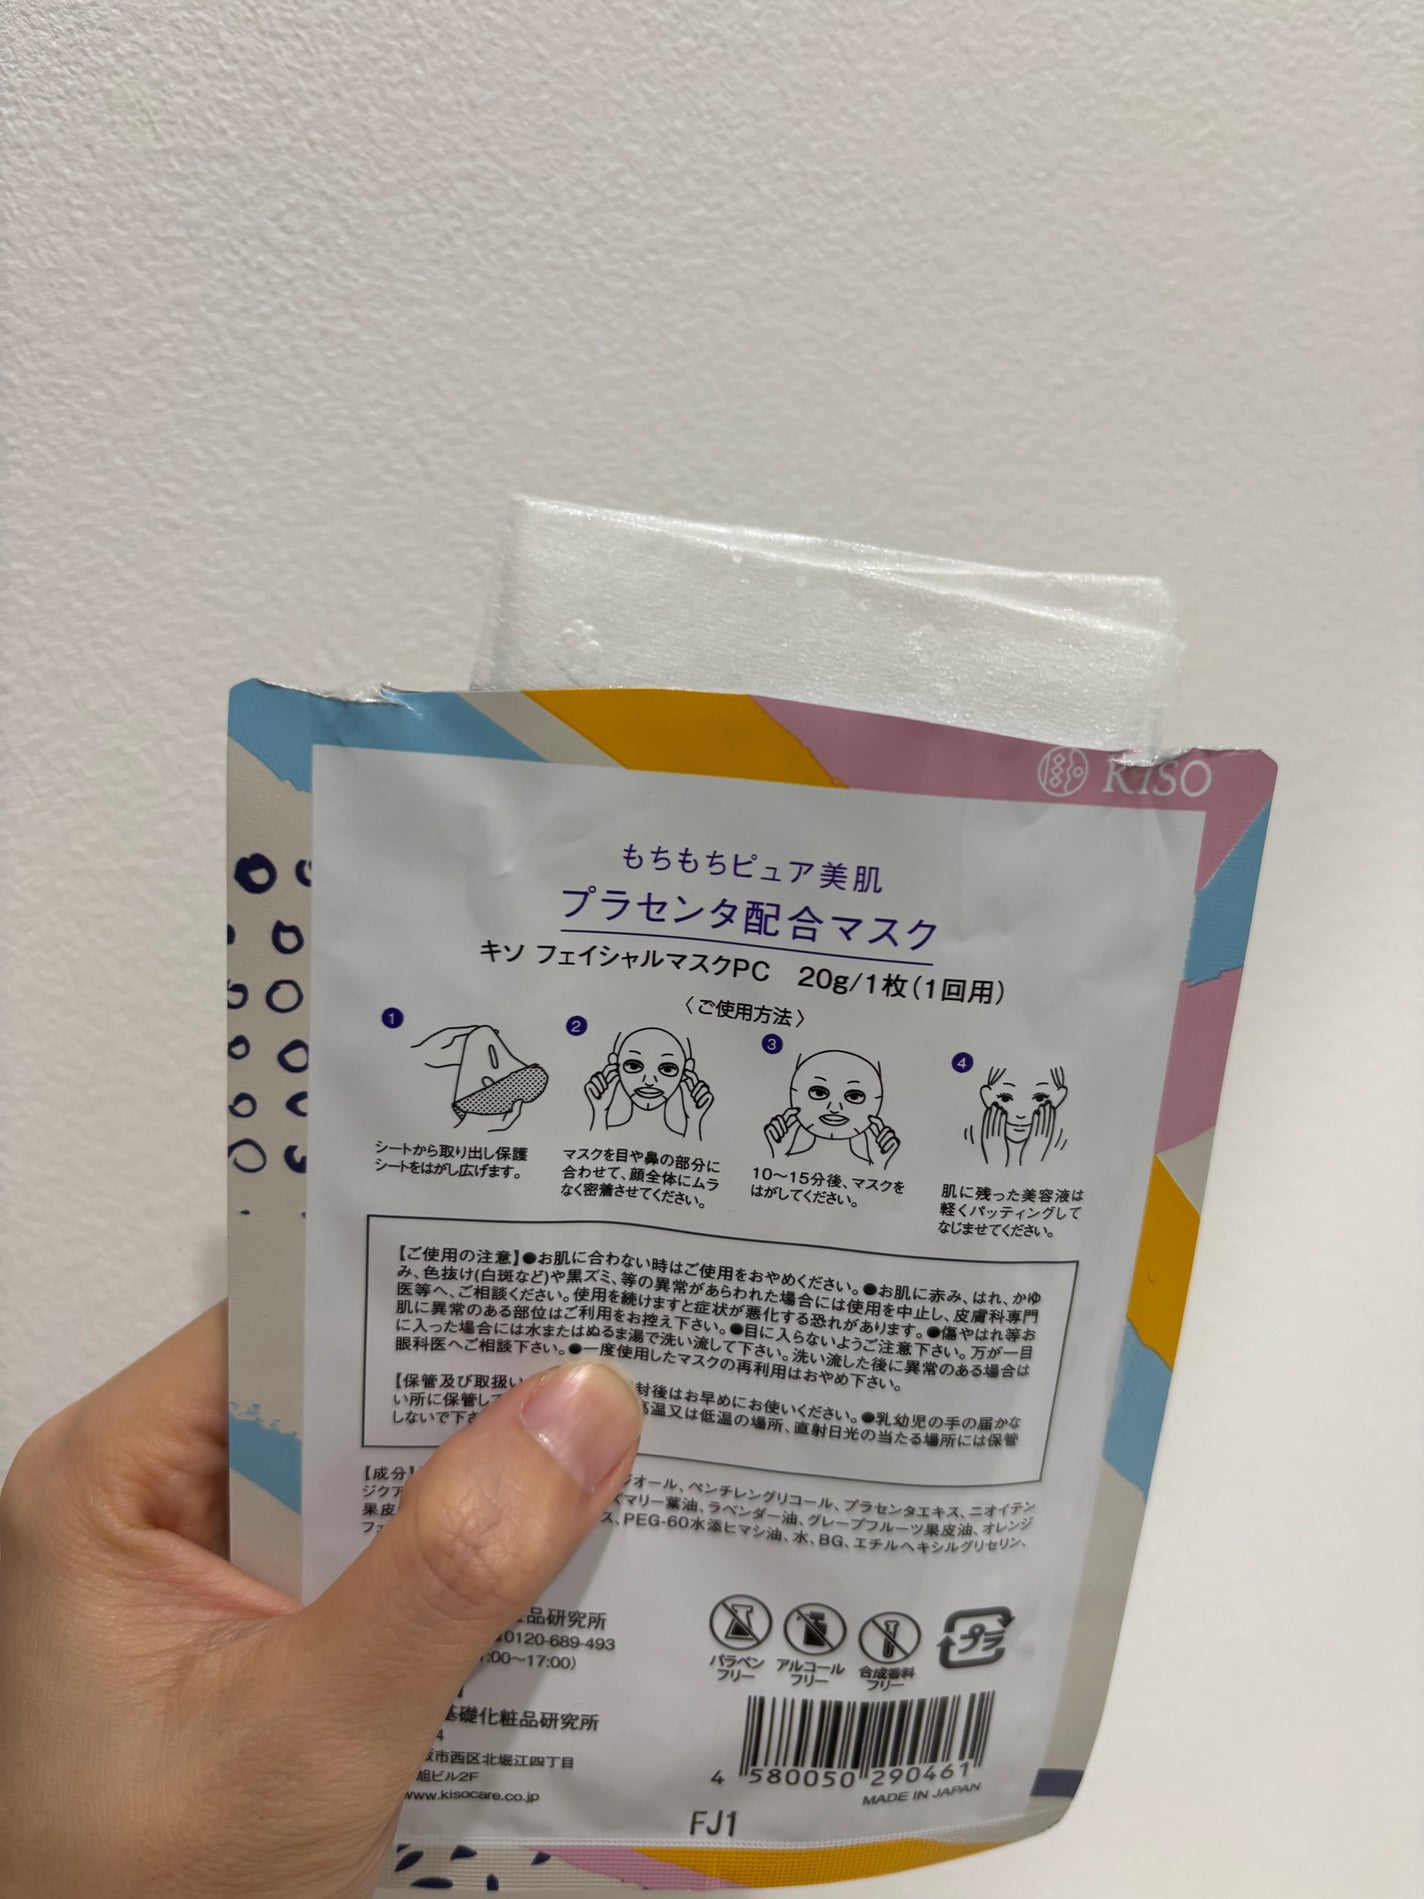 KISO
もちもちピュア美肌
プラセンタ配合マスク
キソ フェイシャルマスクPC 20g/1枚(1回用)
〈ご使用方法〉
1
シートから取り出し保護
シートをはがし広げます。
2
マスクを目や鼻の部分に
合わせて、顔全体にムラ
なく密着させてください。
3
10〜15分後、マスクを
はがしてください。
4
肌に残った美容液は
軽くパッティングして
なじませてください。
【ご使用の注意】●お肌に合わない時はご使用をおやめください。●お肌に赤み、はれ、かゆ
み、色抜け(白斑など)や黒ズミ、等の異常があらわれた場合には使用を中止し、皮膚科専門
医等へ、ご相談ください。使用を続けますと症状が悪化する恐れがあります。●傷やはれ等お
肌に異常のある部位はご利用をお控え下さい。●目に入らないようご注意下さい。万が一目
に入った場合には水またはぬるま湯で洗い流して下さい。洗い流した後に異常のある場合は
眼科医へご相談下さい。●一度使用したマスクの再利用はおやめ下さい。
【保管及び取扱い 封後はお早めにお使いください。●乳幼児の手の届かな
い所に保管して 高温又は低温の場所、直射日光の当たる場所には保管
しないで下さ
【成分】 ジオール、ペンチレングリコール、プラセンタエキス、ニオイテン
ジクア ズマリー葉油、ラベンダー油、グレープフルーツ果皮油、オレンジ
果皮 ス、PEG-60水添ヒマシ油、水、BG、エチルヘキシルグリセリン、
フェ
品研究所
0120-689-493
:00〜17:00)
基礎化粧品研究所
4
阪市西区北堀江四丁目
旭ビル2F
www.kisocare.co.jp
パラベン
フリー
アルコール
フリー
合成香料
フリー
プラ
4 580050 290461
MADE IN JAPAN
FJ1